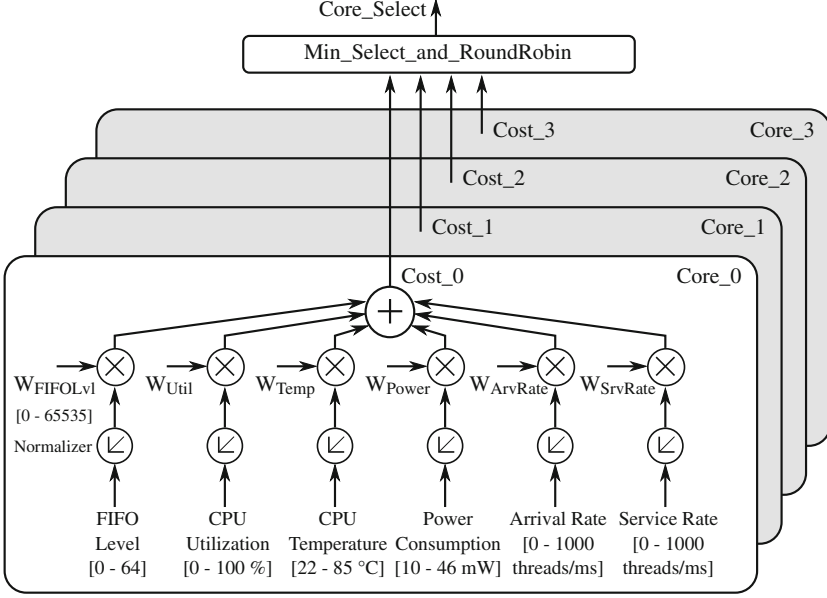 Core_Select
Min_Select_and_RoundRobin
Cost_3 Core_3
Cost_2 Core_2
Cost_1 Core_1
Cost_0 Core_0
+
W_FIFOLvl W_Util W_Temp W_Power W_ArvRate W_SrvRate
[0 - 65535]
Normalizer
FIFO CPU CPU Power Arrival Rate Service Rate
Level Utilization Temperature Consumption [0 - 1000 [0 - 1000
[0 - 64] [0 - 100 %] [22 - 85 °C] [10 - 46 mW] threads/ms] threads/ms]